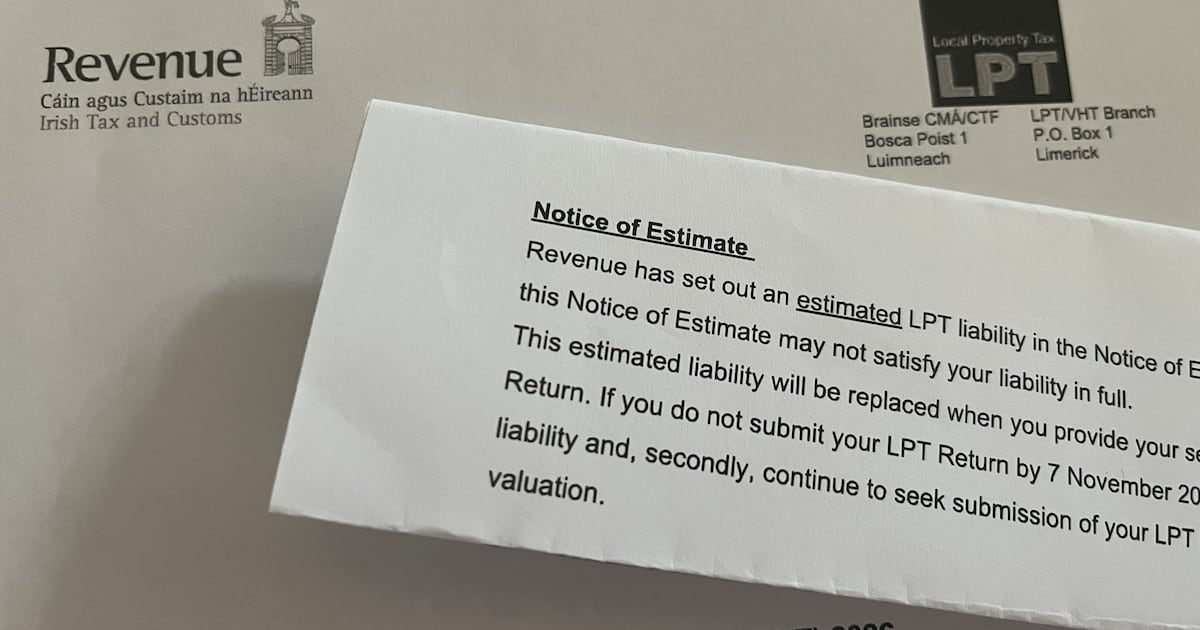 Revenue
Cáin agus Custaim na hÉireann
Irish Tax and Customs
Local Property Tax
LPT
Brainse CMÁ/CTF
Bosca Poist 1
Luimneach
LPT/VHT Branch
P.O. Box 1
Limerick
Notice of Estimate
Revenue has set out an estimated LPT liability in the Notice of E
this Notice of Estimate may not satisfy your liability in full.
This estimated liability will be replaced when you provide your se
Return. If you do not submit your LPT Return by 7 November 20
liability and, secondly, continue to seek submission of your LPT
valuation.